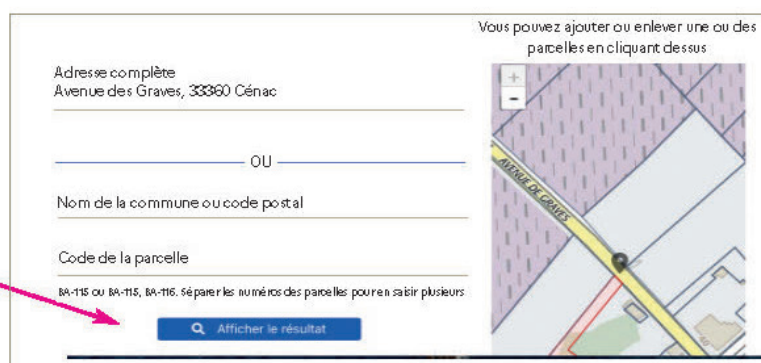 Vous pouvez ajouter ou enlever une ou des
parcelles en cliquant dessus
Adresse complète
Avenue des Graves, 33360 Cénac
OU
Nom de la commune ou code postal
Code de la parcelle
BA-115 ou BA-115, BA-116. Séparer les numéros des parcelles pour en saisir plusieurs
Afficher le résultat
+
-
AVENUE DE GRAVES